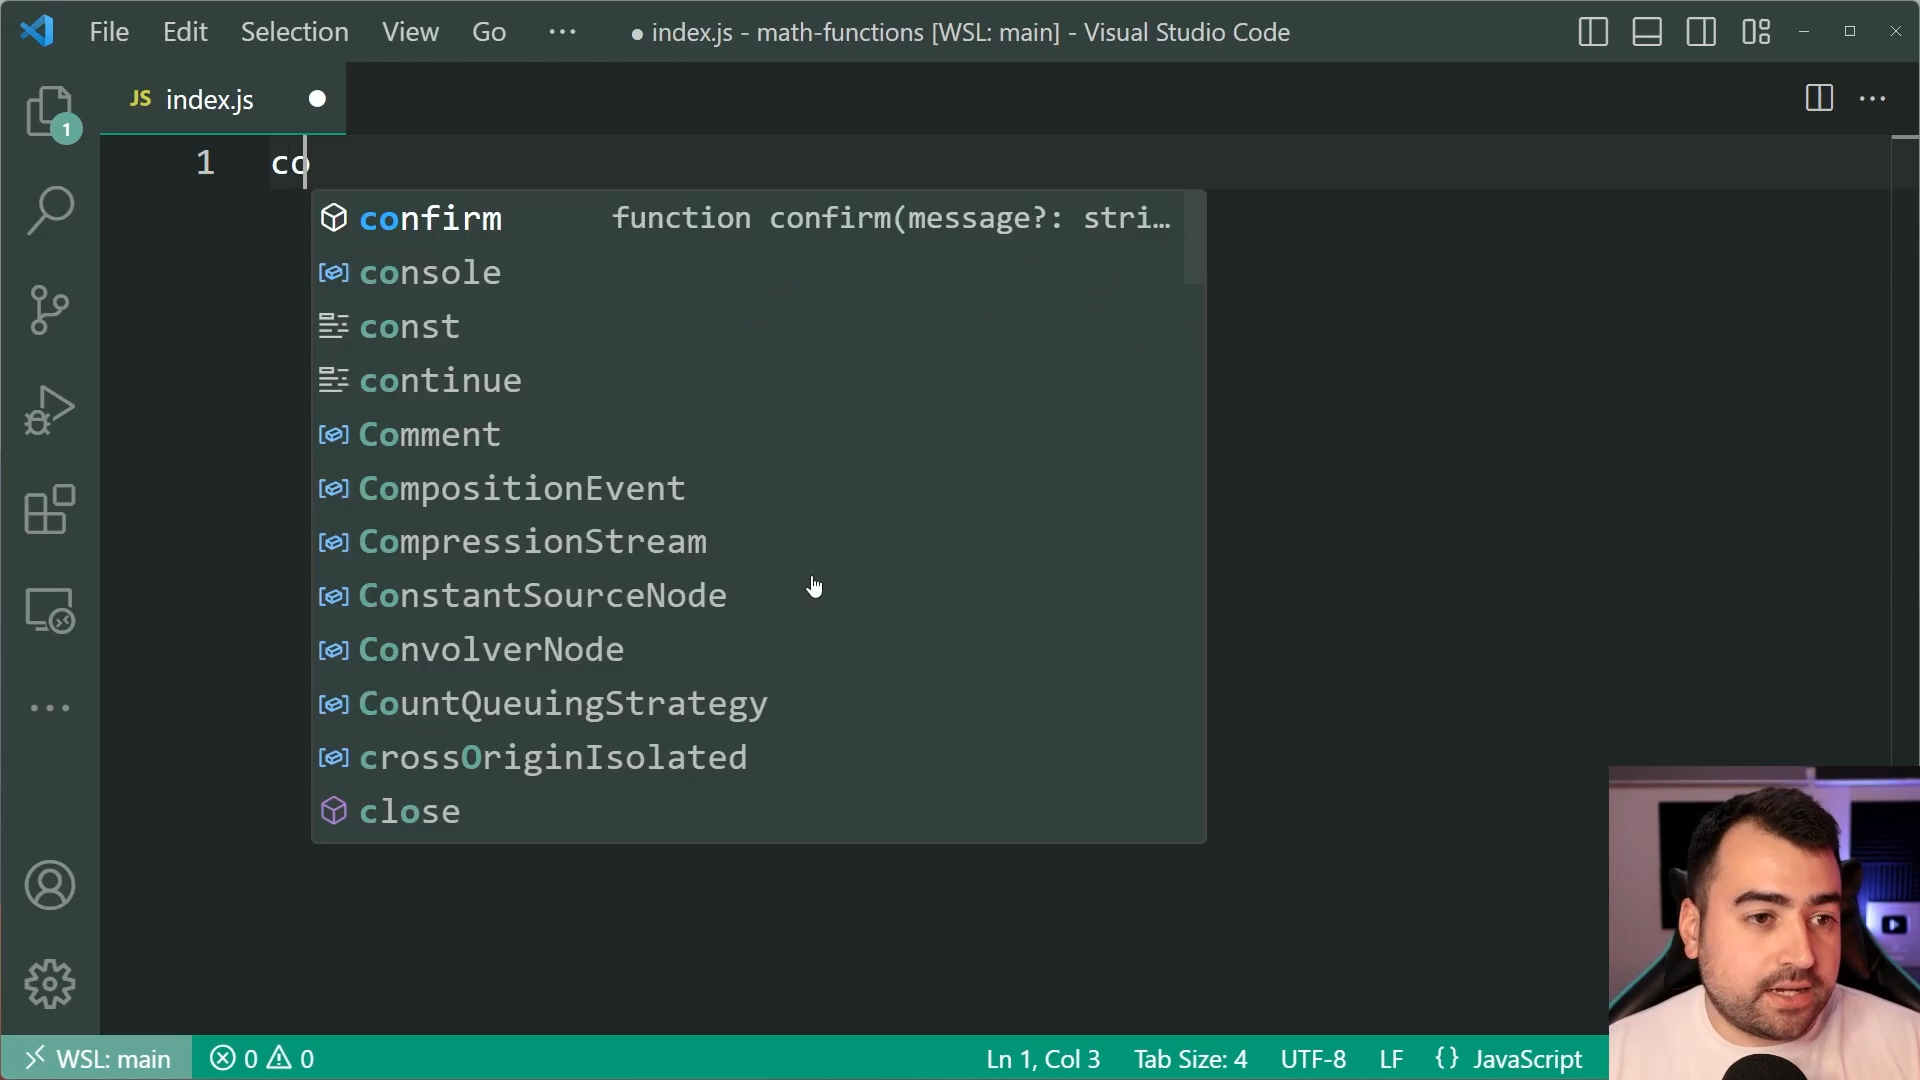 File Edit Selection View Go ··· ● index.js - math-functions [WSL: main] - Visual Studio Code
JS index.js
1
1 co
confirm function confirm(message?: stri…
console
const
continue
Comment
CompositionEvent
CompressionStream
ConstantSourceNode
ConvolverNode
CountQueuingStrategy
crossOriginIsolated
close
WSL: main 0 0 Ln 1, Col 3 Tab Size: 4 UTF-8 LF {} JavaScript